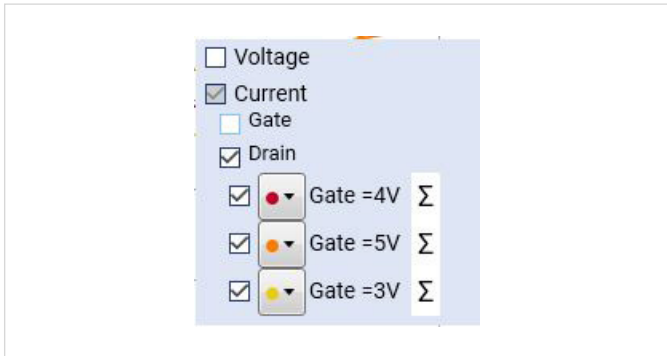 Voltage
Current
Gate
Drain
Gate =4V Σ
Gate =5V Σ
Gate =3V Σ